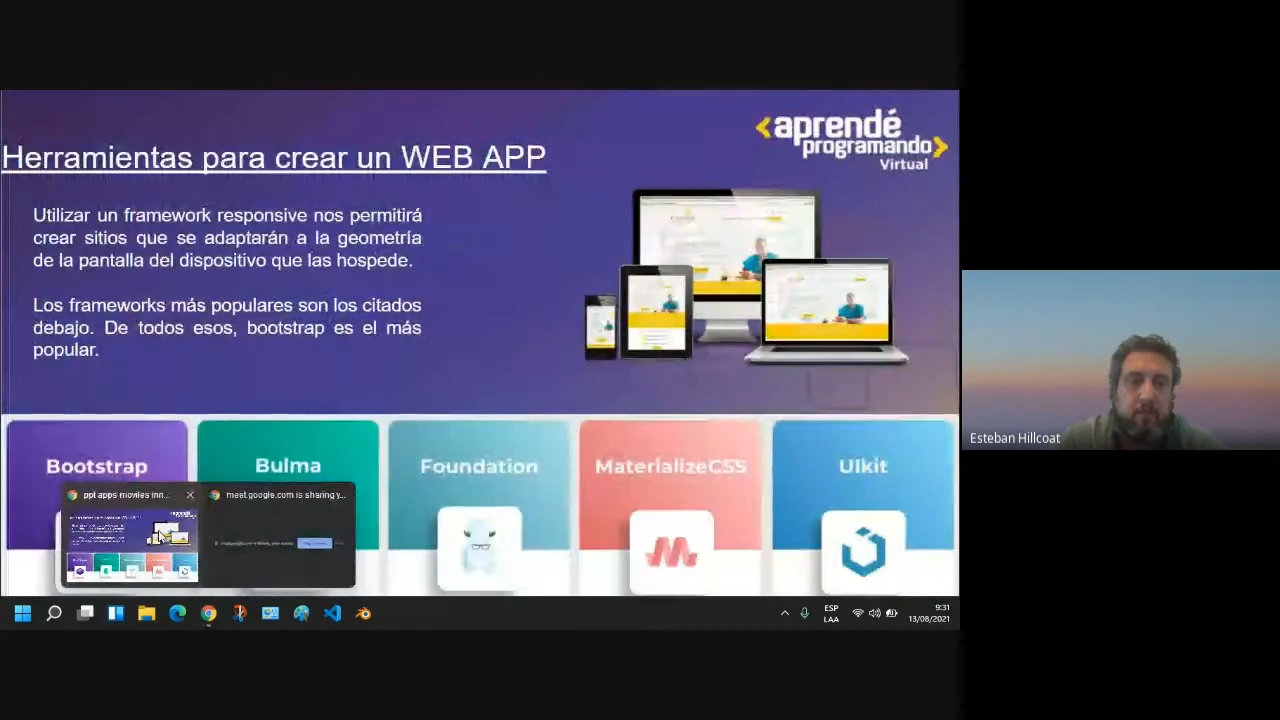 <aprendé
programando>
Virtual
Herramientas para crear un WEB APP
Utilizar un framework responsive nos permitirá
crear sitios que se adaptarán a la geometría
de la pantalla del dispositivo que las hospede.
Los frameworks más populares son los citados
debajo. De todos esos, bootstrap es el más
popular.
Bootstrap
Bulma
Foundation
MaterializeCSS
UIkit
ppt apps moviles inn...
meet.google.com is sharing y...
ESP
LAA
9:31
13/08/2021
Esteban Hillcoat